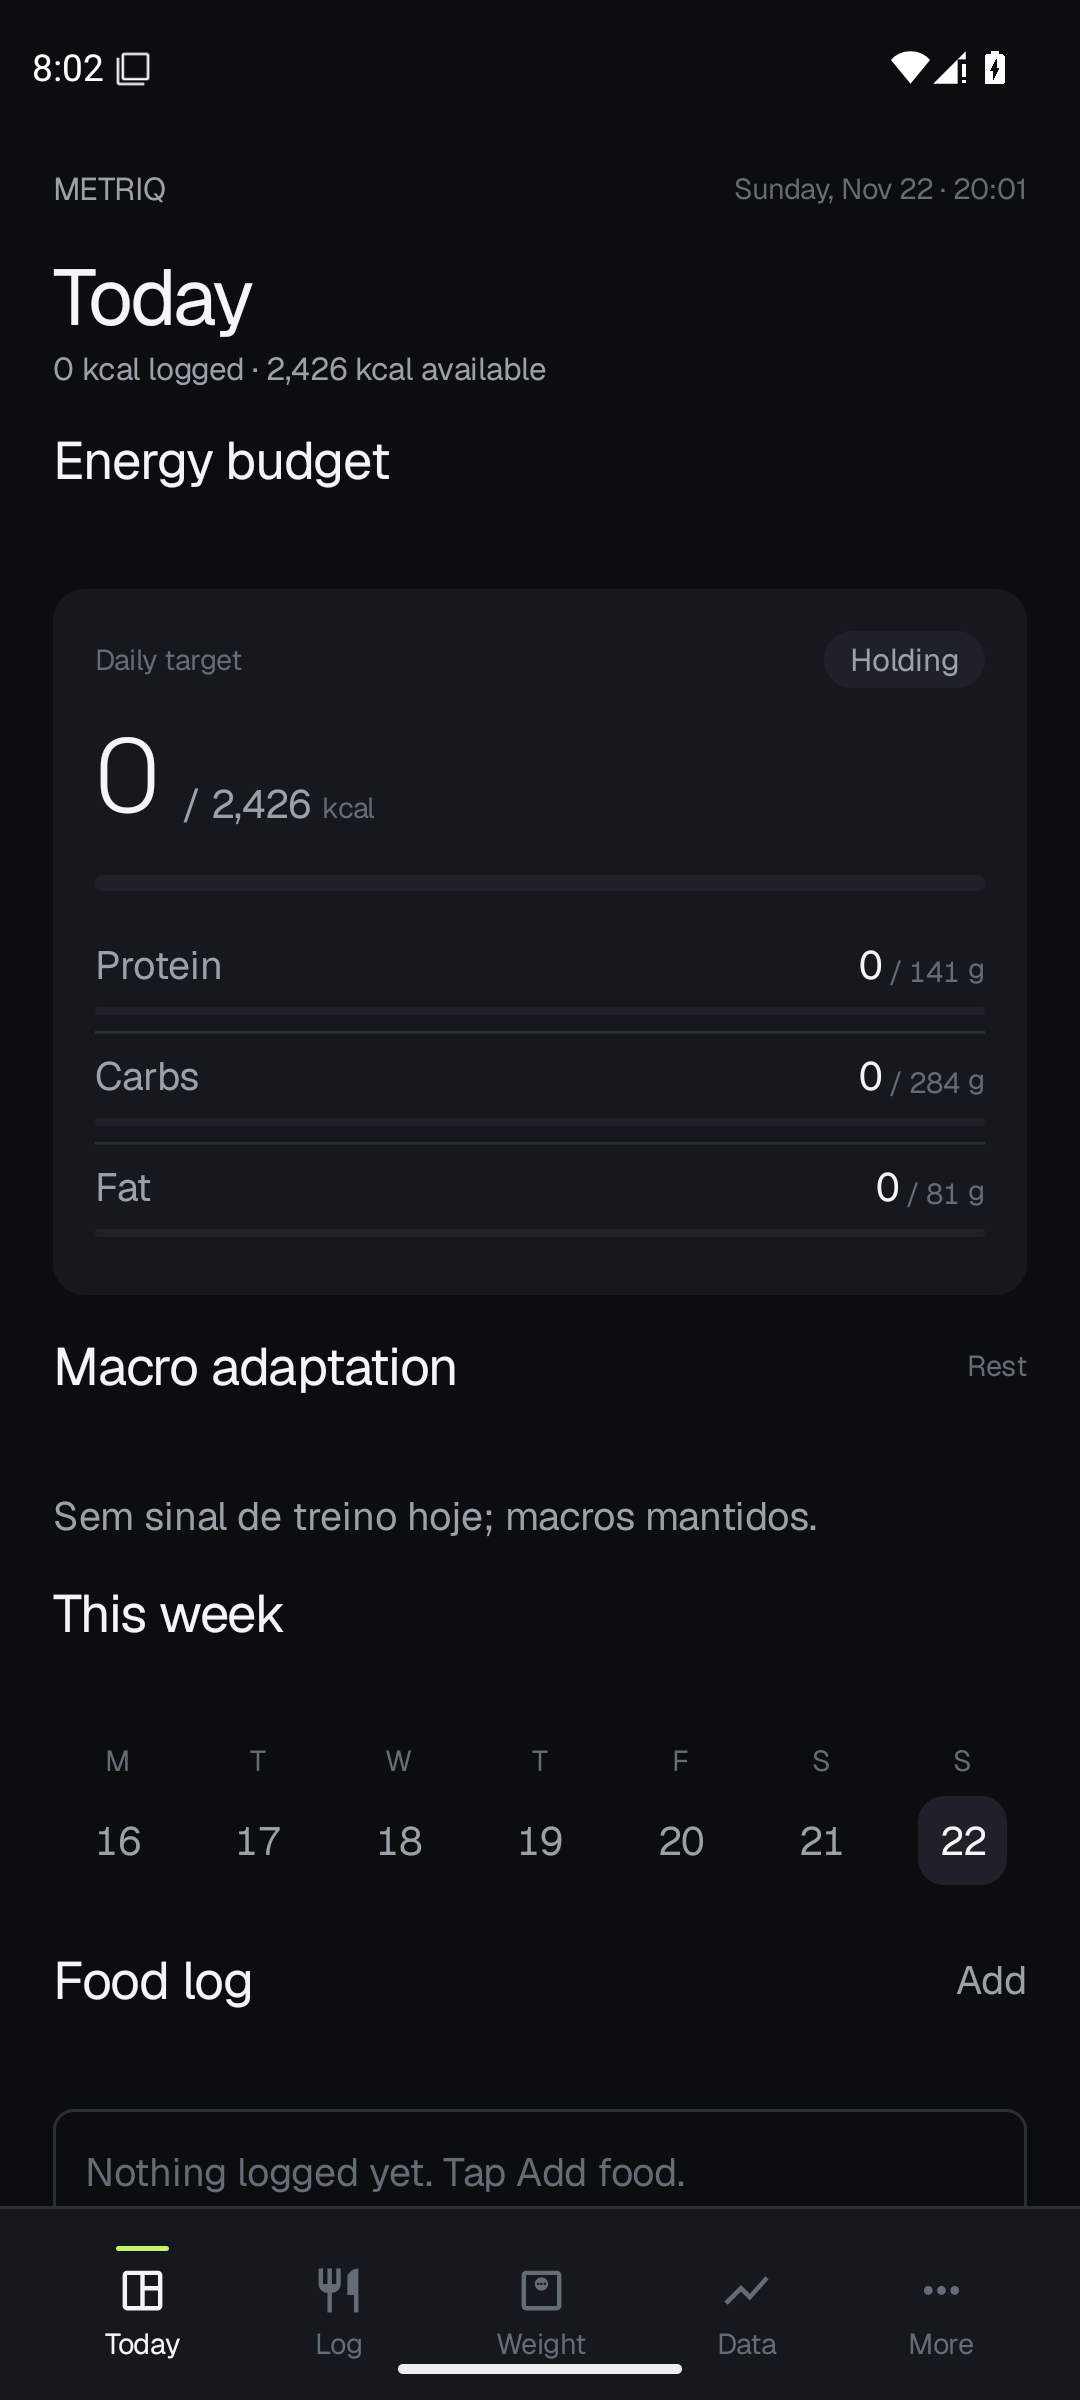 8:02
METRIQ
Sunday, Nov 22 · 20:01
Today
0 kcal logged · 2,426 kcal available
Energy budget
Daily target
Holding
0 / 2,426 kcal
Protein
0 / 141 g
Carbs
0 / 284 g
Fat
0 / 81 g
Macro adaptation
Rest
Sem sinal de treino hoje; macros mantidos.
This week
M T W T F S S
16 17 18 19 20 21 22
Food log
Add
Nothing logged yet. Tap Add food.
Today Log Weight Data More